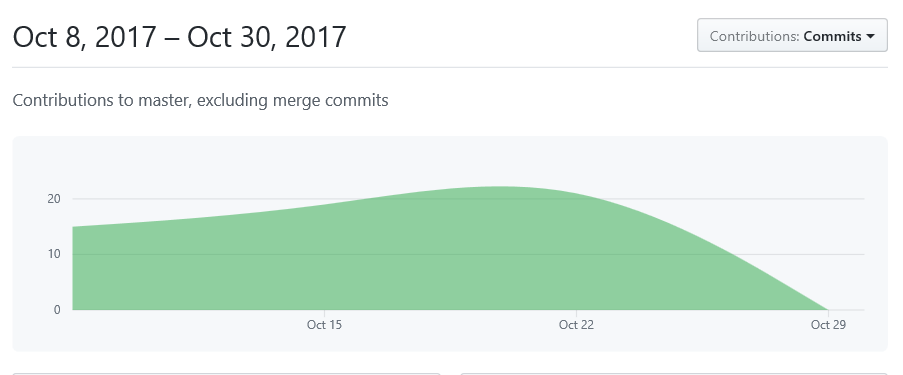 Oct 8, 2017 – Oct 30, 2017
Contributions: Commits
Contributions to master, excluding merge commits
20
10
0
Oct 15 Oct 22 Oct 29